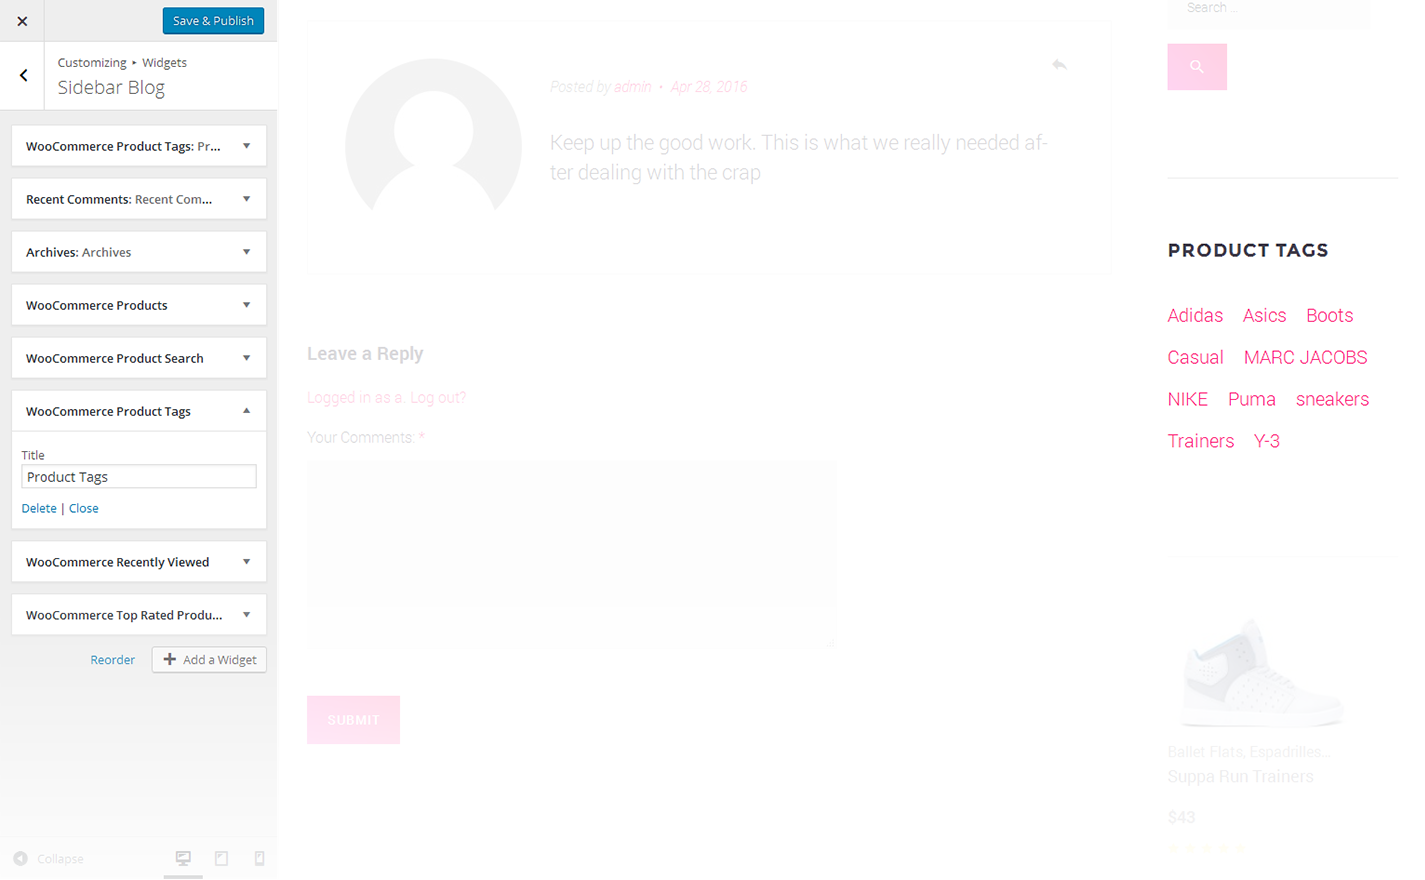 Save & Publish
Customizing ▸ Widgets
Sidebar Blog
WooCommerce Product Tags: Pr...
Recent Comments: Recent Com...
Archives: Archives
WooCommerce Products
WooCommerce Product Search
WooCommerce Product Tags
Title
Product Tags
Delete | Close
WooCommerce Recently Viewed
WooCommerce Top Rated Produ...
Reorder
Add a Widget
Collapse
Posted by admin • Apr 28, 2016
Keep up the good work. This is what we really needed af-
ter dealing with the crap
Leave a Reply
Logged in as a. Log out?
Your Comments: *
SUBMIT
Search ...
PRODUCT TAGS
Adidas Asics Boots
Casual MARC JACOBS
NIKE Puma sneakers
Trainers Y-3
Ballet Flats, Espadrilles...
Suppa Run Trainers
$43